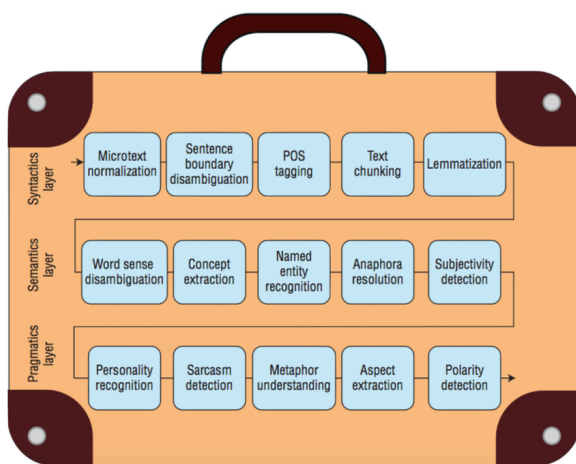 Syntactics
layer
Microtext
normalization
Sentence
boundary
disambiguation
POS
tagging
Text
chunking
Lemmatization
Semantics
layer
Word sense
disambiguation
Concept
extraction
Named
entity
recognition
Anaphora
resolution
Subjectivity
detection
Pragmatics
layer
Personality
recognition
Sarcasm
detection
Metaphor
understanding
Aspect
extraction
Polarity
detection